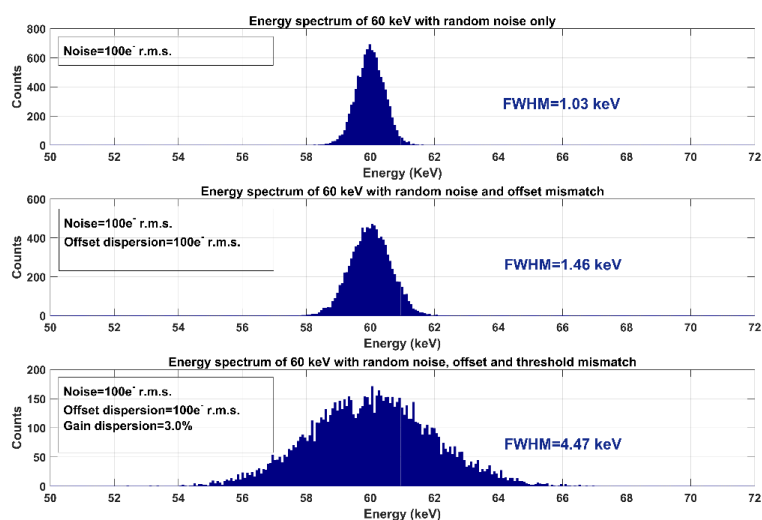 Energy spectrum of 60 keV with random noise only
800
600
400
200
0
Counts
Noise=100e⁻ r.m.s.
FWHM=1.03 keV
50 52 54 56 58 60 62 64 66 68 70 72
Energy (KeV)
Energy spectrum of 60 keV with random noise and offset mismatch
600
400
200
0
Counts
Noise=100e⁻ r.m.s.
Offset dispersion=100e⁻ r.m.s.
FWHM=1.46 keV
50 52 54 56 58 60 62 64 66 68 70 72
Energy (keV)
Energy spectrum of 60 keV with random noise, offset and threshold mismatch
200
150
100
50
0
Counts
Noise=100e⁻ r.m.s.
Offset dispersion=100e⁻ r.m.s.
Gain dispersion=3.0%
FWHM=4.47 keV
50 52 54 56 58 60 62 64 66 68 70 72
Energy (keV)